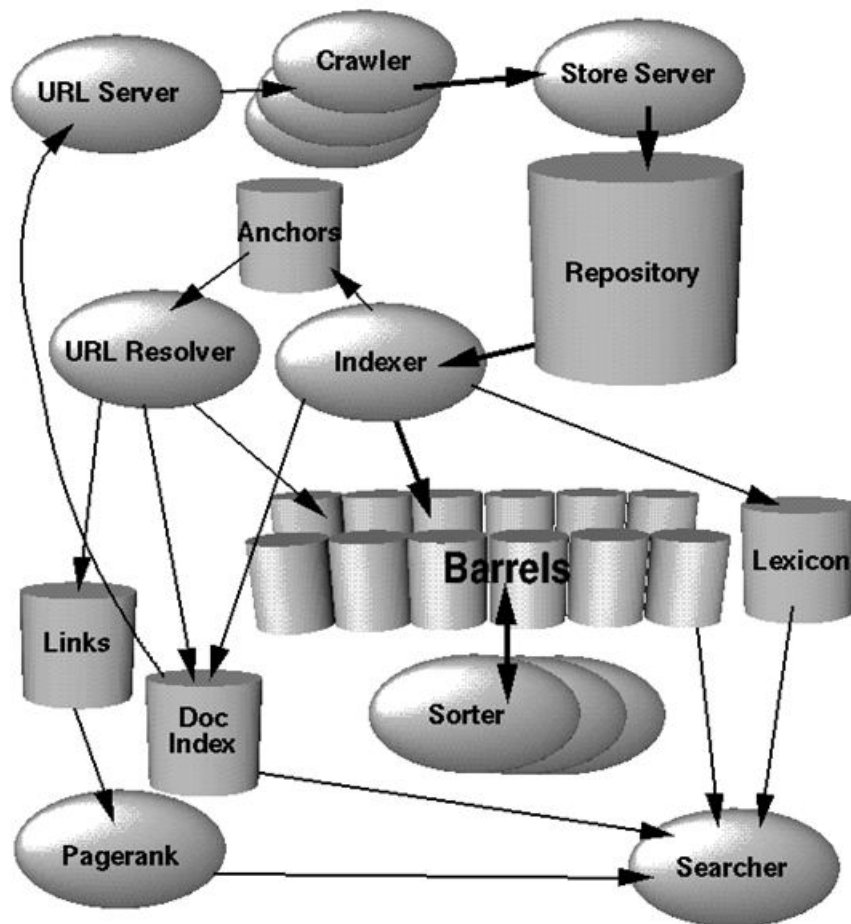 URL Server
Crawler
Store Server
Anchors
Repository
URL Resolver
Indexer
Barrels
Lexicon
Links
Doc
Index
Sorter
Pagerank
Searcher